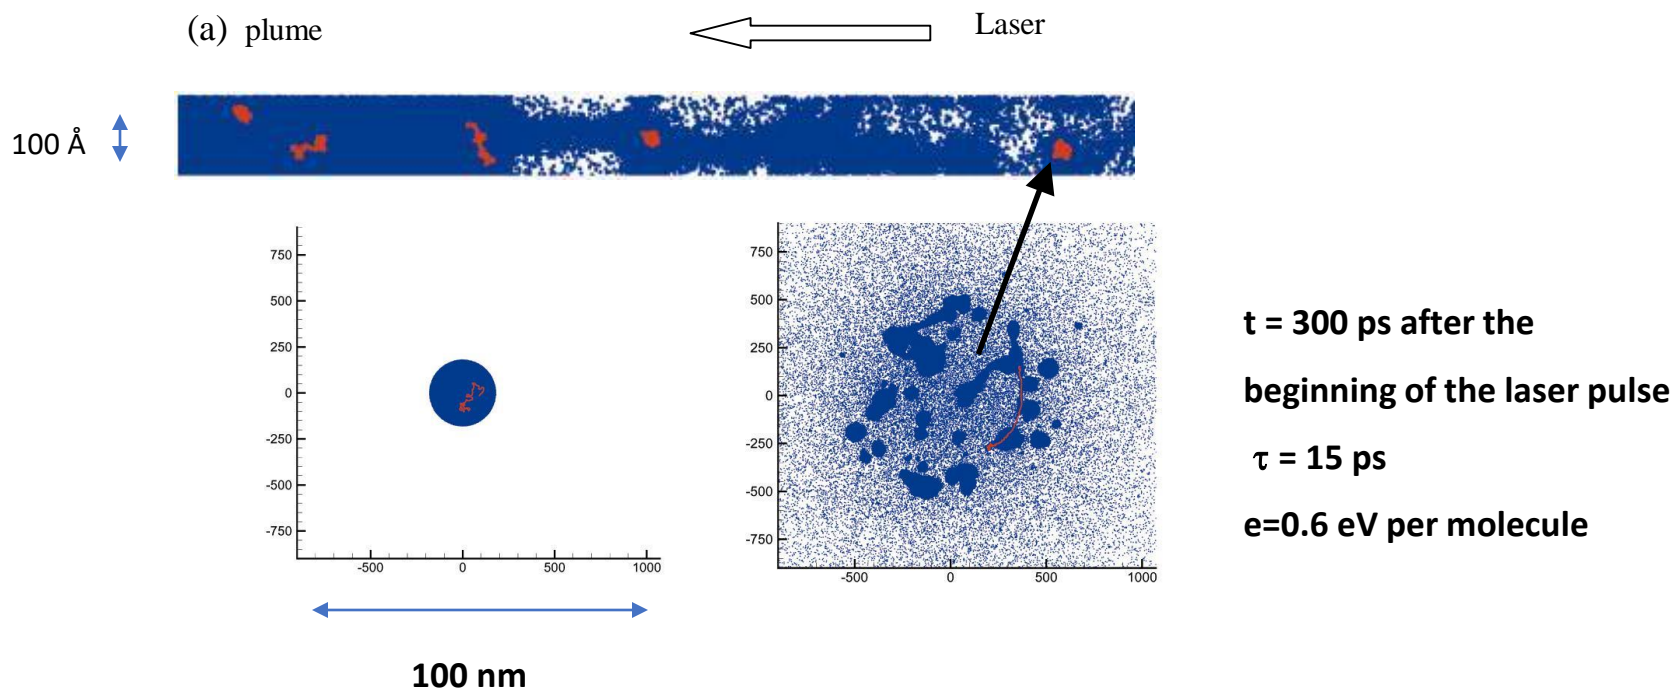 (a) plume
Laser
100 Å
750
500
250
0
-250
-500
-750
-500
0
500
1000
750
500
250
0
-250
-500
-750
-500
0
500
1000
t = 300 ps after the
beginning of the laser pulse
τ = 15 ps
e=0.6 eV per molecule
100 nm